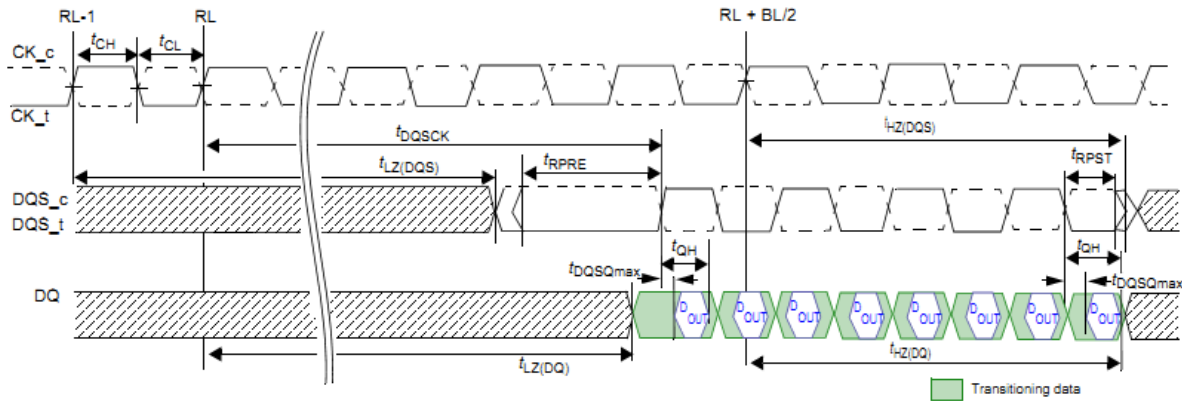 RL-1
RL
RL + BL/2
CK_c
tCH
tCL
CK_t
tDQSCK
tHZ(DQS)
tLZ(DQS)
tRPRE
tRPST
DQS_c
DQS_t
tQH
tQH
tDQSQmax
tDQSQmax
DQ
DOUT
DOUT
DOUT
DOUT
DOUT
DOUT
DOUT
DOUT
tLZ(DQ)
tHZ(DQ)
Transitioning data